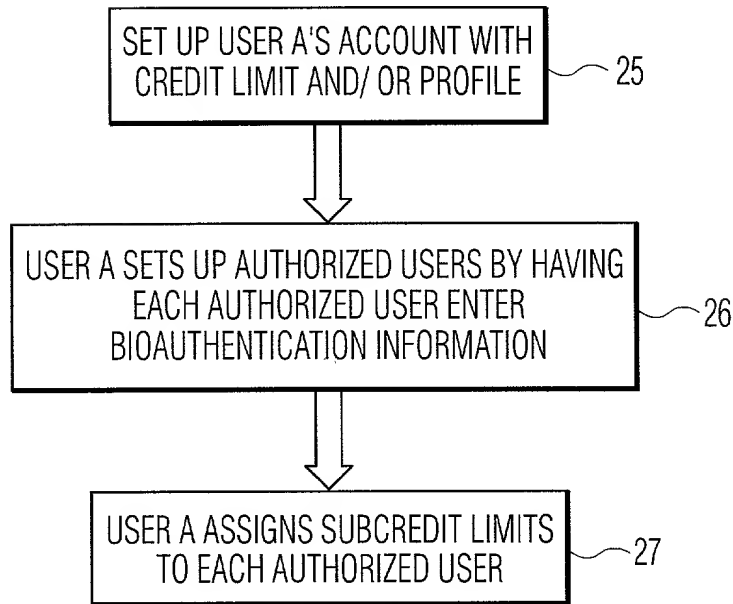 SET UP USER A'S ACCOUNT WITH
CREDIT LIMIT AND/ OR PROFILE
25
USER A SETS UP AUTHORIZED USERS BY HAVING
EACH AUTHORIZED USER ENTER
BIOAUTHENTICATION INFORMATION
26
USER A ASSIGNS SUBCREDIT LIMITS
TO EACH AUTHORIZED USER
27